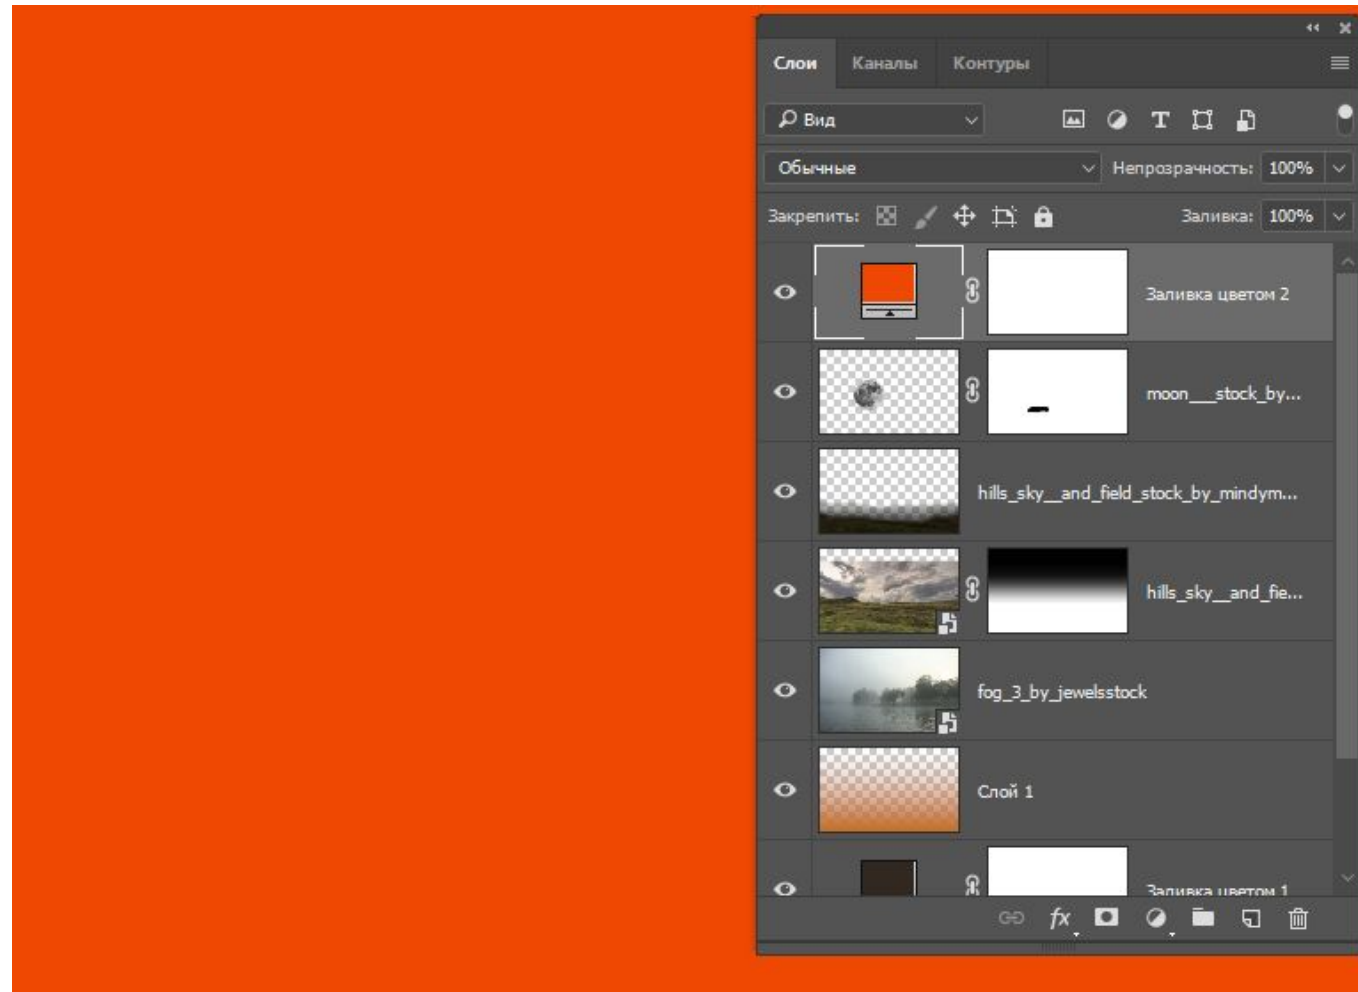 Слои Каналы Контуры
Вид
Обычные Непрозрачность: 100%
Закрепить: Заливка: 100%
Заливка цветом 2
moon___stock_by...
hills_sky__and_field_stock_by_mindym...
hills_sky__and_fie...
fog_3_by_jewelsstock
Слой 1
Заливка цветом 1
fx